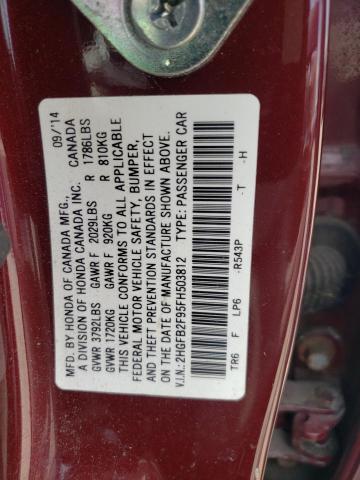 MFD. BY HONDA OF CANADA MFG., 09/'14
A DIVISION OF HONDA CANADA INC. CANADA
GVWR 3792LBS GAWR F 2029LBS R 1786LBS
GVWR 1720KG GAWR F 920KG R 810KG
THIS VEHICLE CONFORMS TO ALL APPLICABLE
FEDERAL MOTOR VEHICLE SAFETY, BUMPER,
AND THEFT PREVENTION STANDARDS IN EFFECT
ON THE DATE OF MANUFACTURE SHOWN ABOVE.
V.I.N.: 2HGFB2F95FH503812 TYPE: PASSENGER CAR
TR6 F LP6 -R543P -T -H